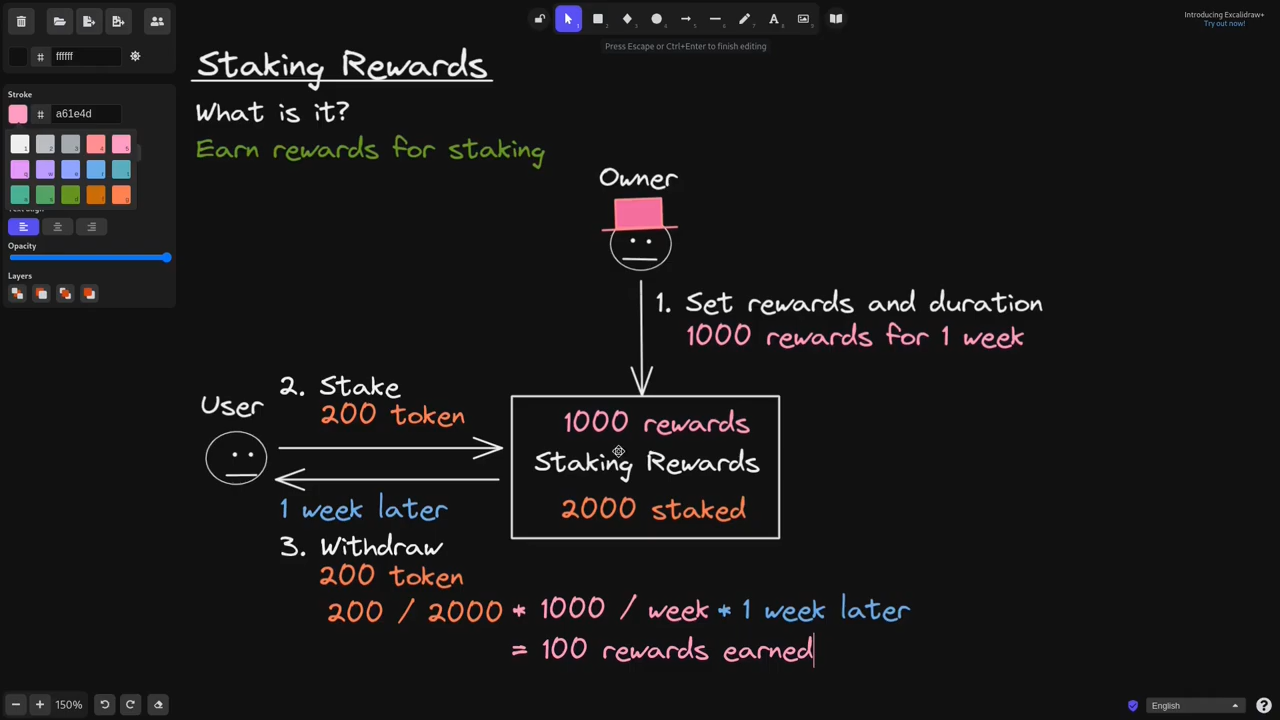 Introducing Excalidraw+
Try out now!
# ffffff
Press Escape or Ctrl+Enter to finish editing
Stroke
# a61e4d
Text align
Opacity
Layers
Staking Rewards
What is it?
Earn rewards for staking
Owner
1. Set rewards and duration
1000 rewards for 1 week
2. Stake
200 token
User
1000 rewards
Staking Rewards
2000 staked
1 week later
3. Withdraw
200 token
200 / 2000 * 1000 / week * 1 week later
= 100 rewards earned
150%
English